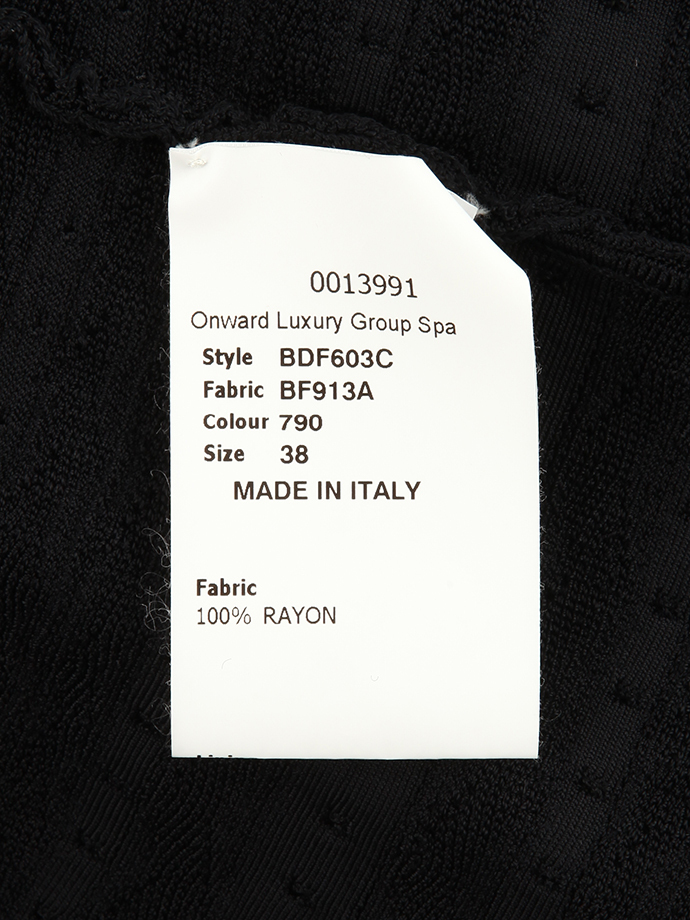 0013991
Onward Luxury Group Spa
Style BDF603C
Fabric BF913A
Colour 790
Size 38
MADE IN ITALY
Fabric
100% RAYON